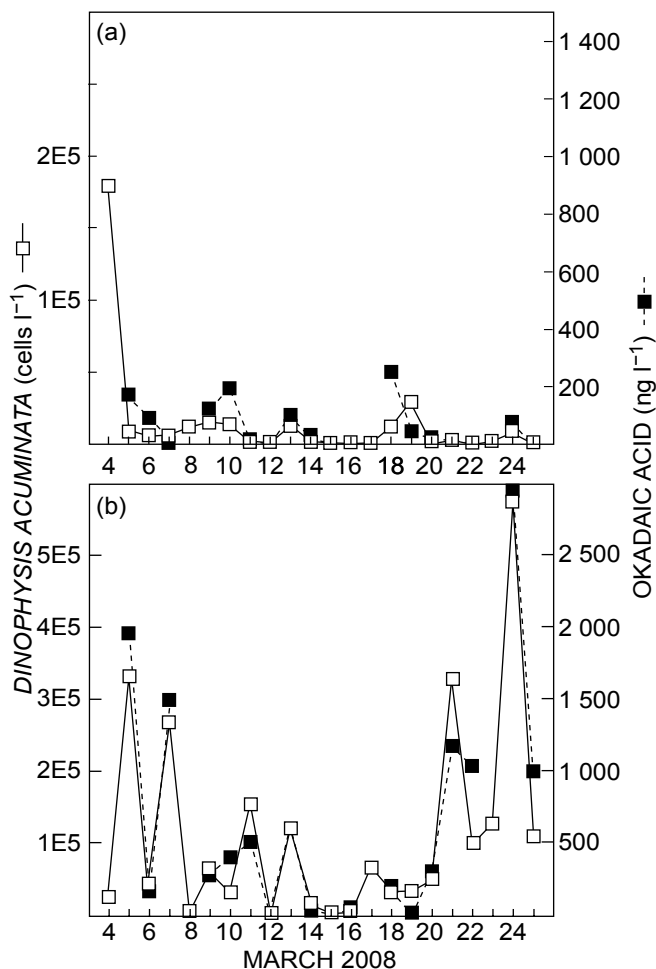 (a)
2E5
1E5
1 400
1 200
1 000
800
600
400
200
4 6 8 10 12 14 16 18 20 22 24
(b)
5E5
4E5
3E5
2E5
1E5
2 500
2 000
1 500
1 000
500
4 6 8 10 12 14 16 18 20 22 24
MARCH 2008
DINOPHYSIS ACUMINATA (cells l⁻¹)
OKADAIC ACID (ng l⁻¹)